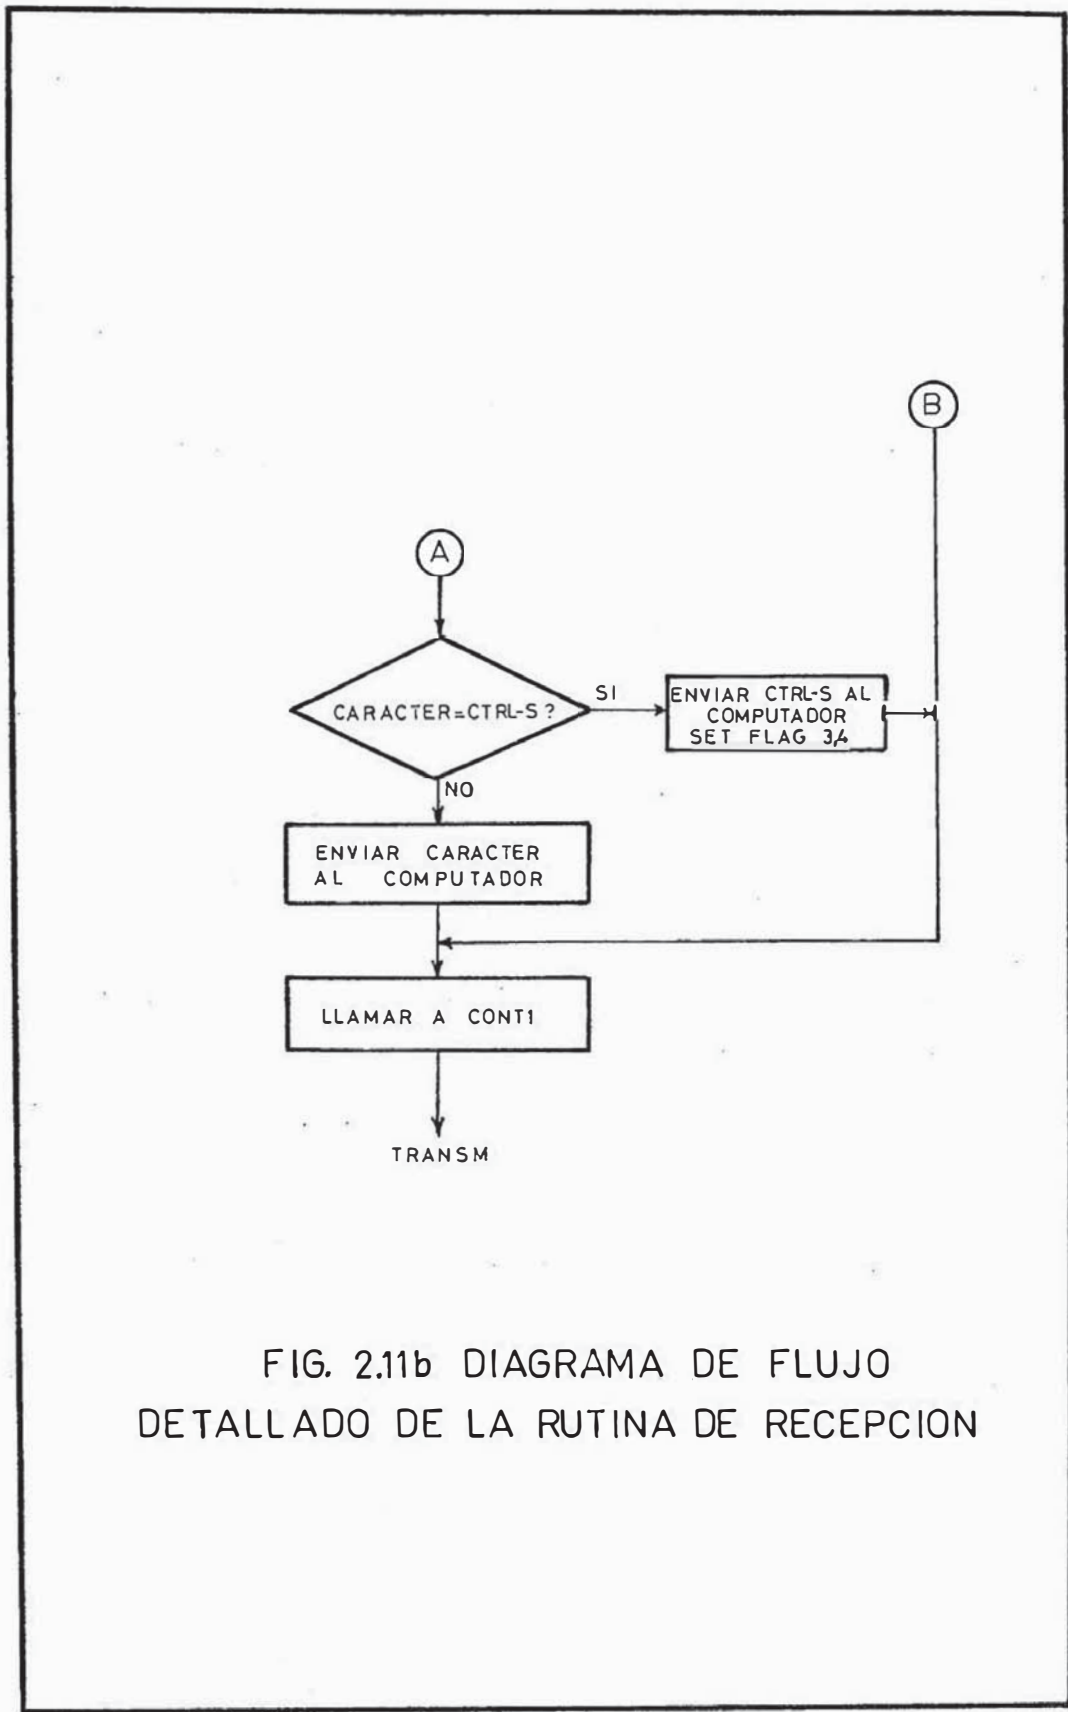 B
A
CARACTER=CTRL-S?
SI
ENVIAR CTRL-S AL
COMPUTADOR
SET FLAG 3,4
NO
ENVIAR CARACTER
AL COMPUTADOR
LLAMAR A CONT1
TRANSM
FIG. 2.11b DIAGRAMA DE FLUJO
DETALLADO DE LA RUTINA DE RECEPCION